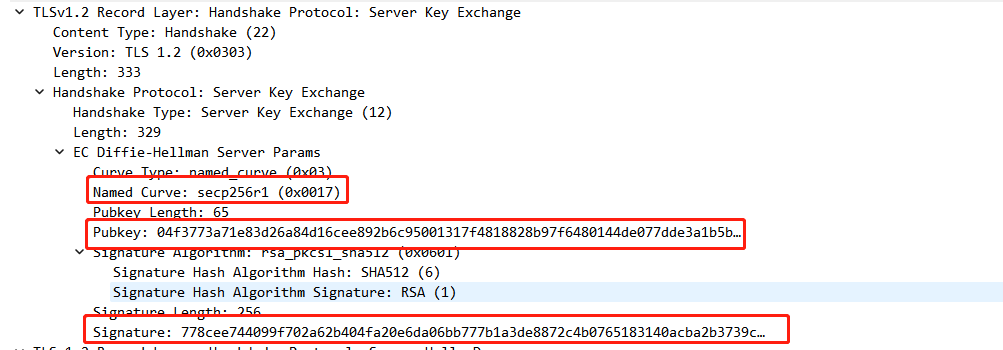 TLSv1.2 Record Layer: Handshake Protocol: Server Key Exchange
Content Type: Handshake (22)
Version: TLS 1.2 (0x0303)
Length: 333
Handshake Protocol: Server Key Exchange
Handshake Type: Server Key Exchange (12)
Length: 329
EC Diffie-Hellman Server Params
Curve Type: named_curve (0x03)
Named Curve: secp256r1 (0x0017)
Pubkey Length: 65
Pubkey: 04f3773a71e83d26a84d16cee892b6c95001317f4818828b97f6480144de077dde3a1b5b…
Signature Algorithm: rsa_pkcs1_sha512 (0x0601)
Signature Hash Algorithm Hash: SHA512 (6)
Signature Hash Algorithm Signature: RSA (1)
Signature Length: 256
Signature: 778cee744099f702a62b404fa20e6da06bb777b1a3de8872c4b0765183140acba2b3739c…